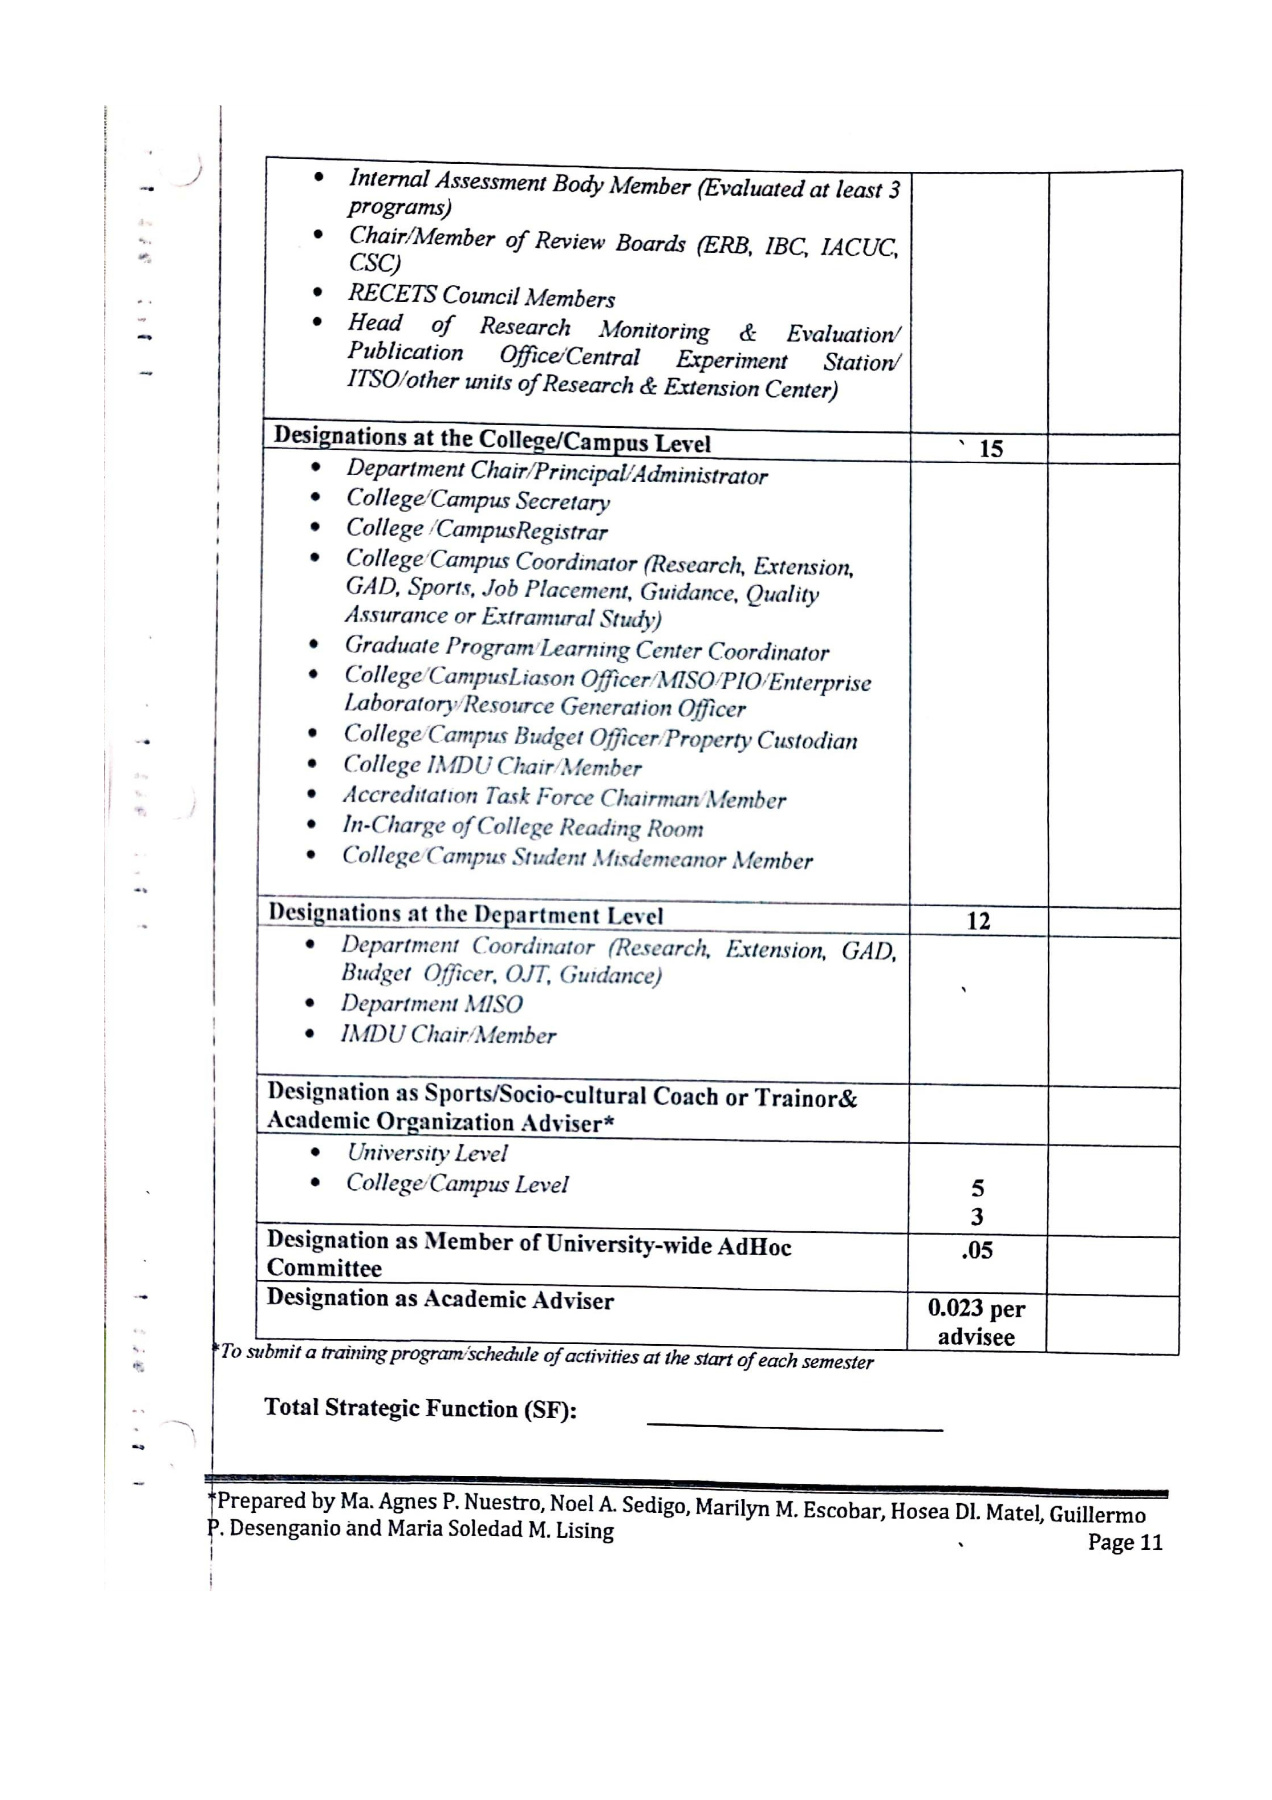 • Internal Assessment Body Member (Evaluated at least 3
programs)
• Chair/Member of Review Boards (ERB, IBC, IACUC,
CSC)
• RECETS Council Members
• Head of Research Monitoring & Evaluation/
Publication Office/Central Experiment Station/
ITSO/other units of Research & Extension Center)
Designations at the College/Campus Level 15
• Department Chair/Principal/Administrator
• College/Campus Secretary
• College /CampusRegistrar
• College/Campus Coordinator (Research, Extension,
GAD, Sports, Job Placement, Guidance, Quality
Assurance or Extramural Study)
• Graduate Program/Learning Center Coordinator
• College/CampusLiason Officer/MISO/PIO/Enterprise
Laboratory/Resource Generation Officer
• College/Campus Budget Officer/Property Custodian
• College IMDU Chair/Member
• Accreditation Task Force Chairman/Member
• In-Charge of College Reading Room
• College/Campus Student Misdemeanor Member
Designations at the Department Level 12
• Department Coordinator (Research, Extension, GAD,
Budget Officer, OJT, Guidance)
• Department MISO
• IMDU Chair/Member
Designation as Sports/Socio-cultural Coach or Trainor&
Academic Organization Adviser*
• University Level
• College/Campus Level
5
3
Designation as Member of University-wide AdHoc .05
Committee
Designation as Academic Adviser 0.023 per
advisee
*To submit a training program/schedule of activities at the start of each semester
Total Strategic Function (SF):
*Prepared by Ma. Agnes P. Nuestro, Noel A. Sedigo, Marilyn M. Escobar, Hosea Dl. Matel, Guillermo
P. Desenganio and Maria Soledad M. Lising
Page 11